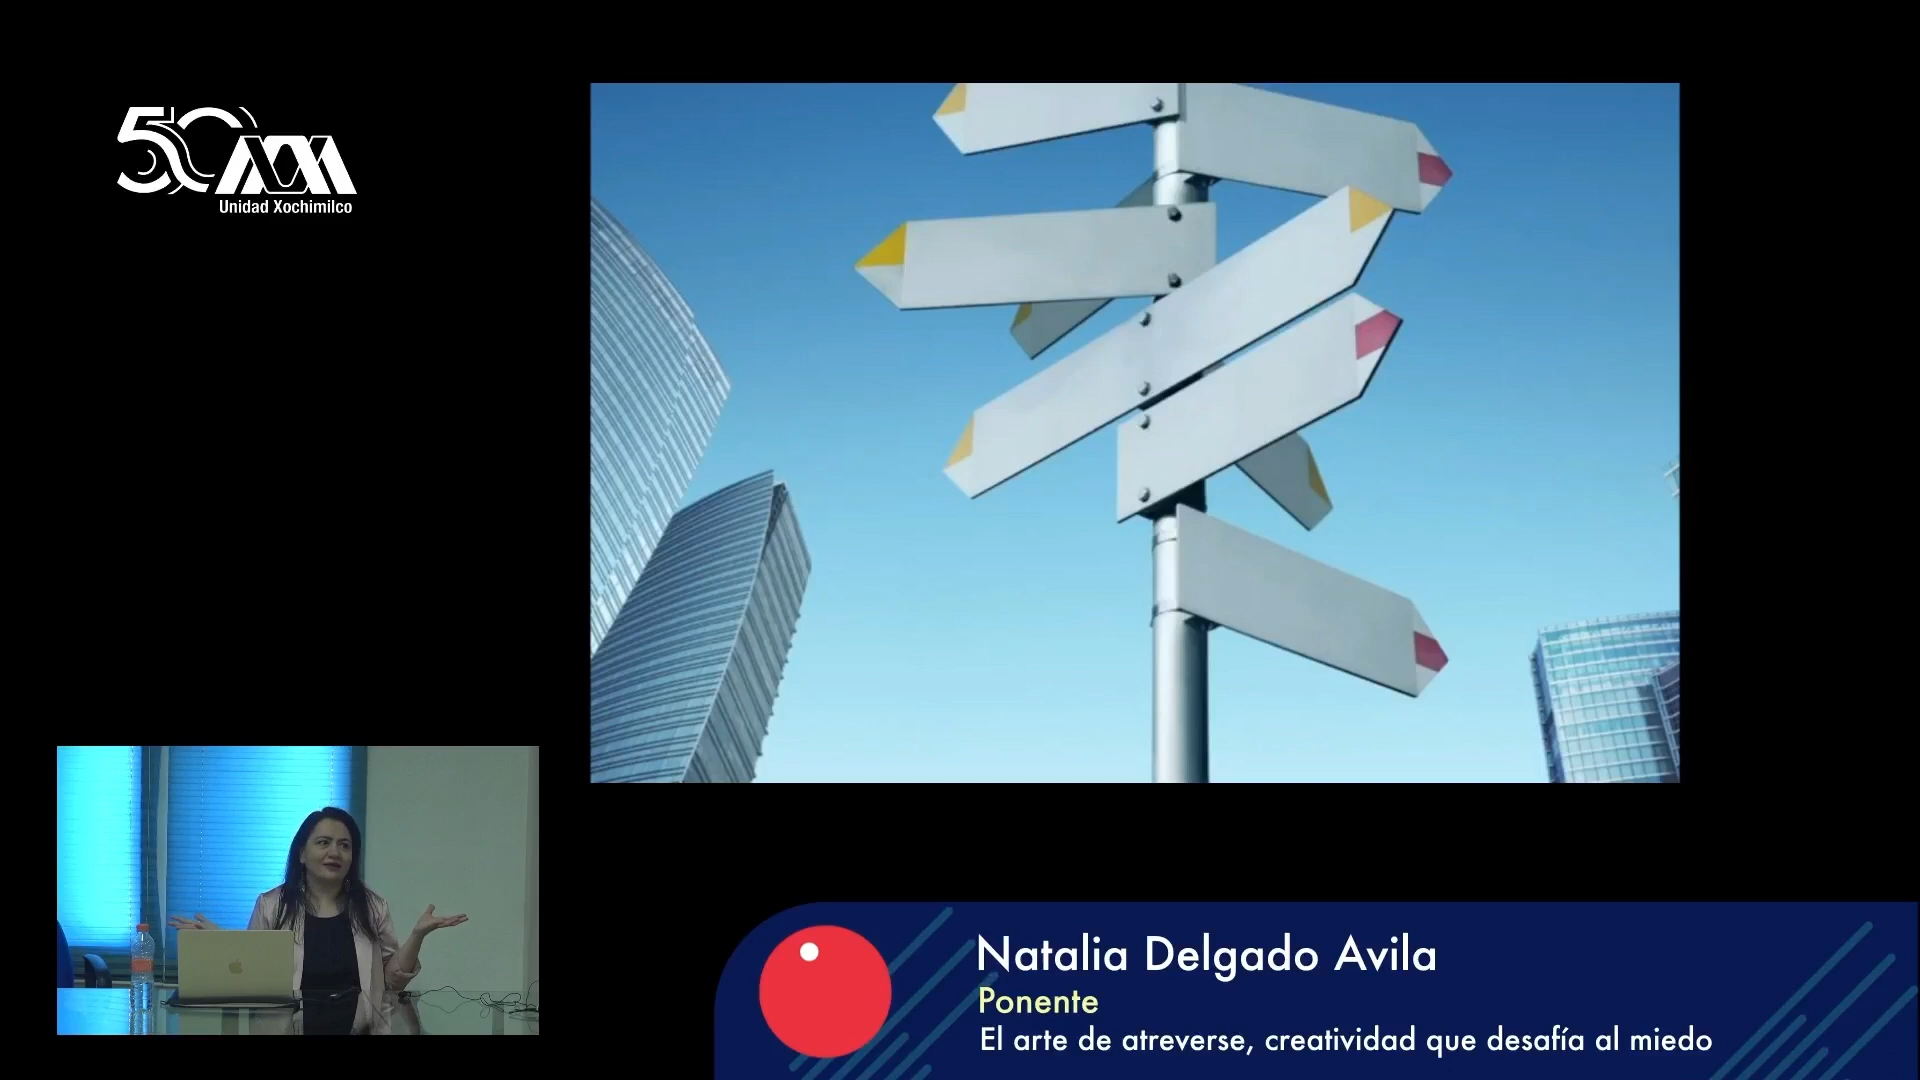 50
Unidad Xochimilco
Natalia Delgado Avila
Ponente
El arte de atreverse, creatividad que desafía al miedo